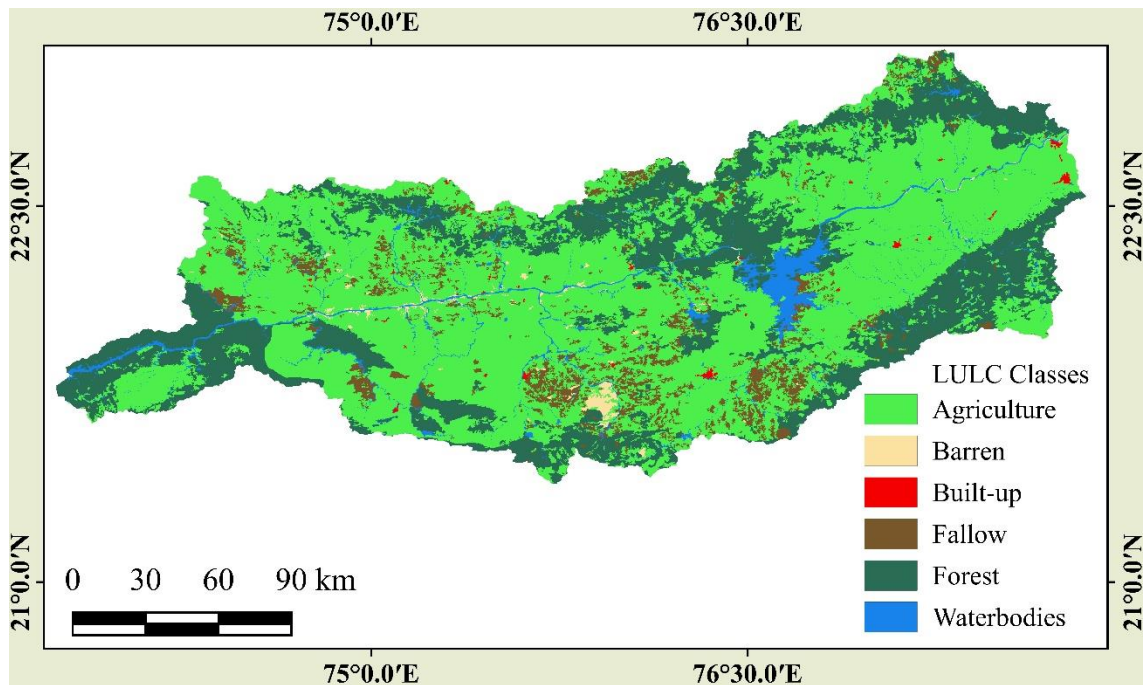 75°0.0′E 76°30.0′E
22°30.0′N 22°30.0′N
LULC Classes
Agriculture
Barren
Built-up
Fallow
Forest
Waterbodies
21°0.0′N 21°0.0′N
0 30 60 90 km
75°0.0′E 76°30.0′E